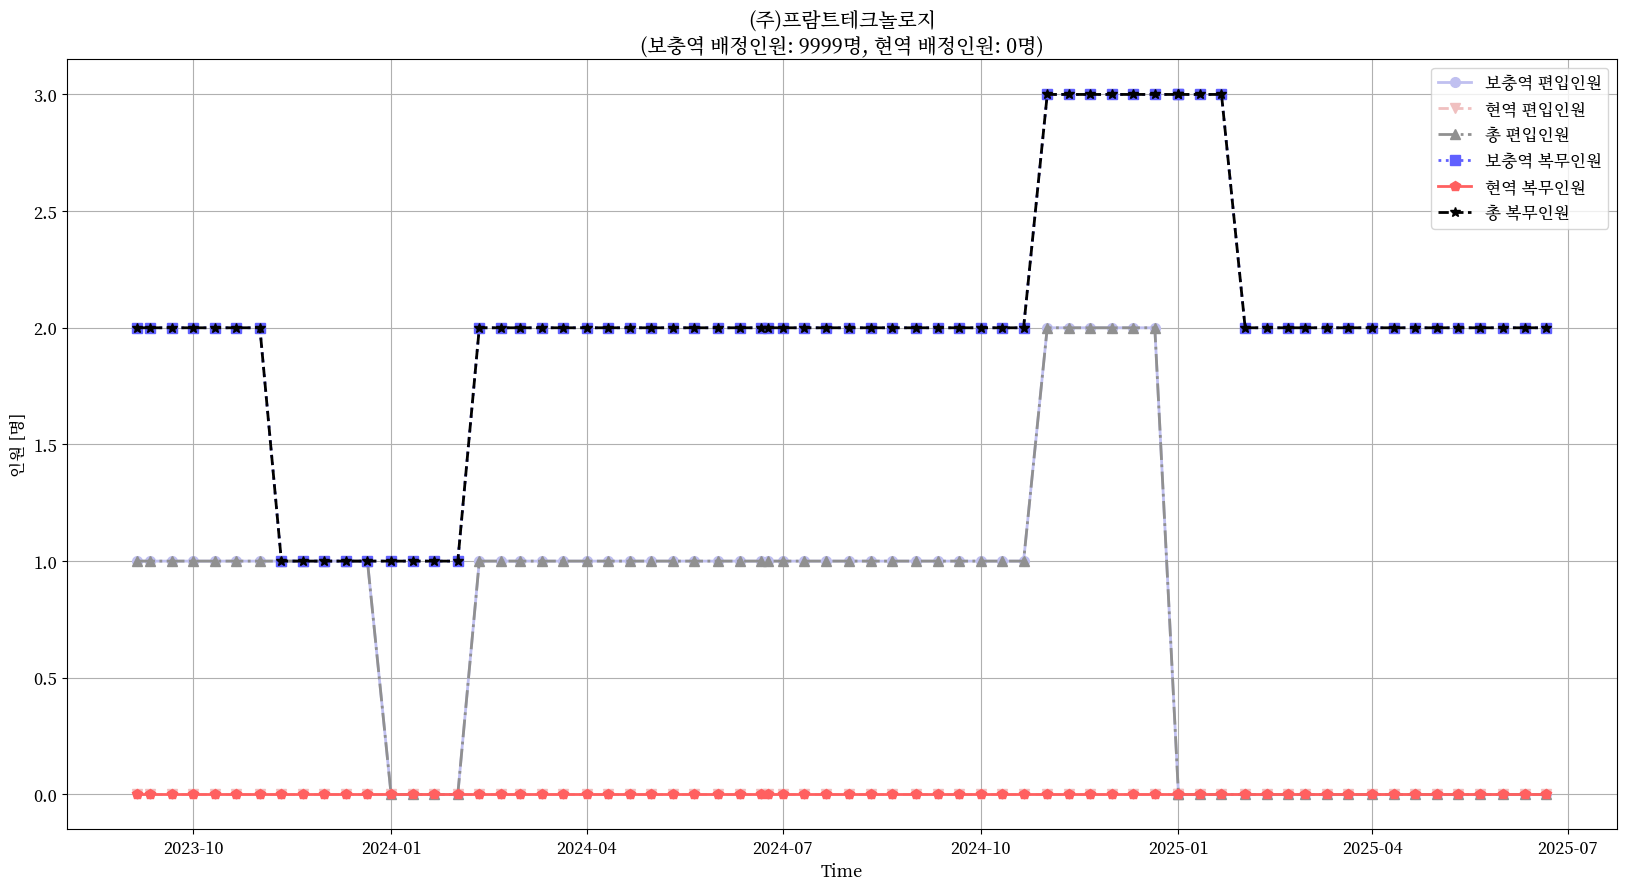 (주)프람트테크놀로지
(보충역 배정인원: 9999명, 현역 배정인원: 0명)
보충역 편입인원
현역 편입인원
총 편입인원
보충역 복무인원
현역 복무인원
총 복무인원
3.0
2.5
2.0
1.5
1.0
0.5
0.0
인원 [명]
2023-10
2024-01
2024-04
2024-07
2024-10
2025-01
2025-04
2025-07
Time